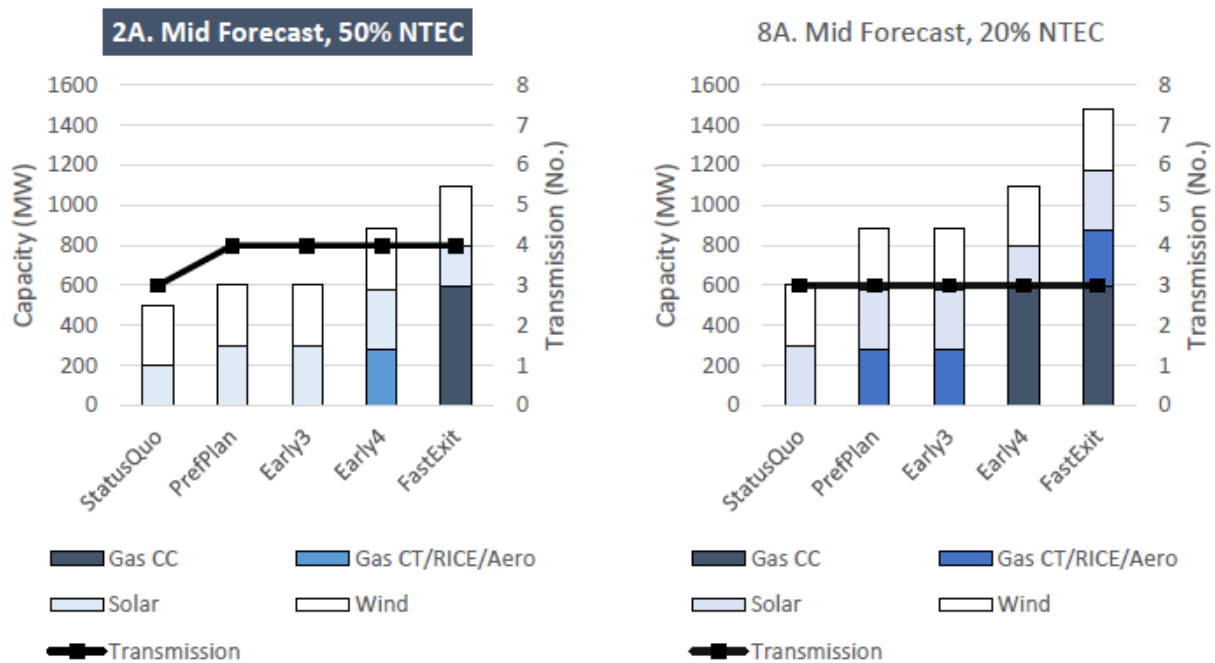 2A. Mid Forecast, 50% NTEC
1600
1400
1200
1000
800
600
400
200
0
Capacity (MW)
8
7
6
5
4
3
2
1
0
Transmission (No.)
StatusQuo
PrefPlan
Early3
Early4
FastExit
Gas CC
Gas CT/RICE/Aero
Solar
Wind
Transmission
8A. Mid Forecast, 20% NTEC
1600
1400
1200
1000
800
600
400
200
0
Capacity (MW)
8
7
6
5
4
3
2
1
0
Transmission (No.)
StatusQuo
PrefPlan
Early3
Early4
FastExit
Gas CC
Gas CT/RICE/Aero
Solar
Wind
Transmission